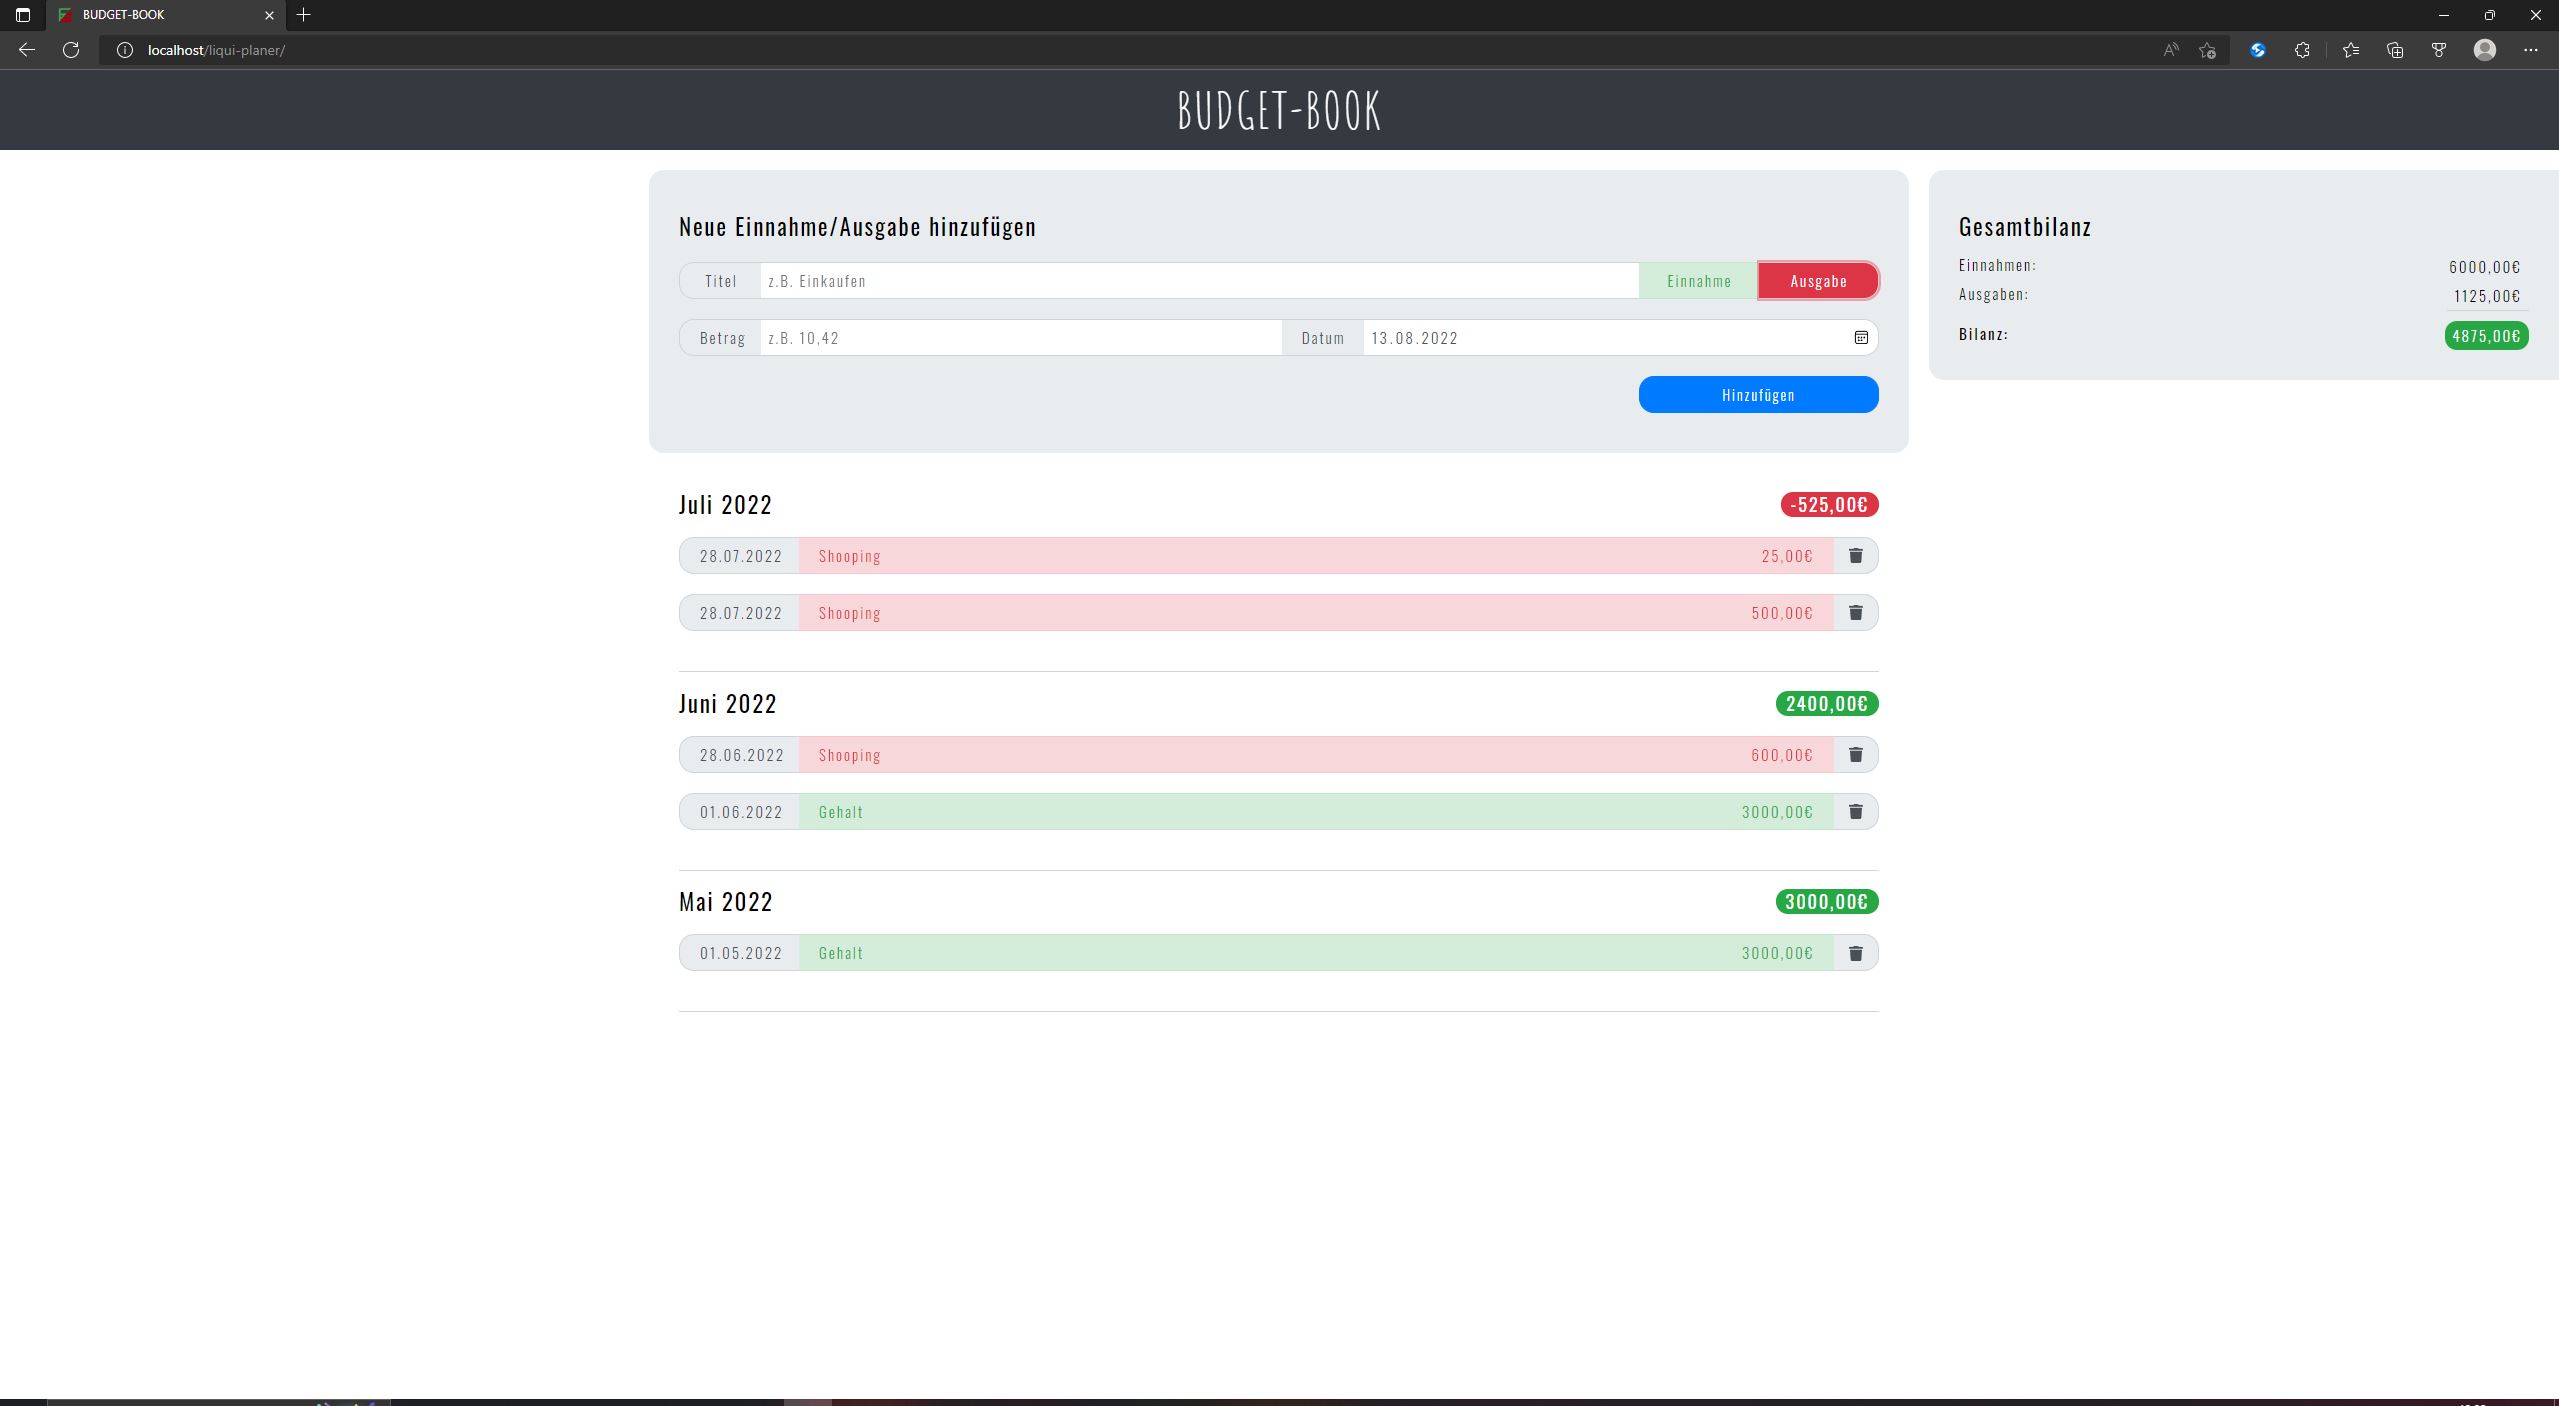 BUDGET-BOOK
localhost/liqui-planer/
BUDGET-BOOK
Neue Einnahme/Ausgabe hinzufügen
Titel z.B. Einkaufen Einnahme Ausgabe
Betrag z.B. 10,42 Datum 13.08.2022
Hinzufügen
Gesamtbilanz
Einnahmen: 6000,00€
Ausgaben: 1125,00€
Bilanz: 4875,00€
Juli 2022 -525,00€
28.07.2022 Shooping 25,00€
28.07.2022 Shooping 500,00€
Juni 2022 2400,00€
28.06.2022 Shooping 600,00€
01.06.2022 Gehalt 3000,00€
Mai 2022 3000,00€
01.05.2022 Gehalt 3000,00€